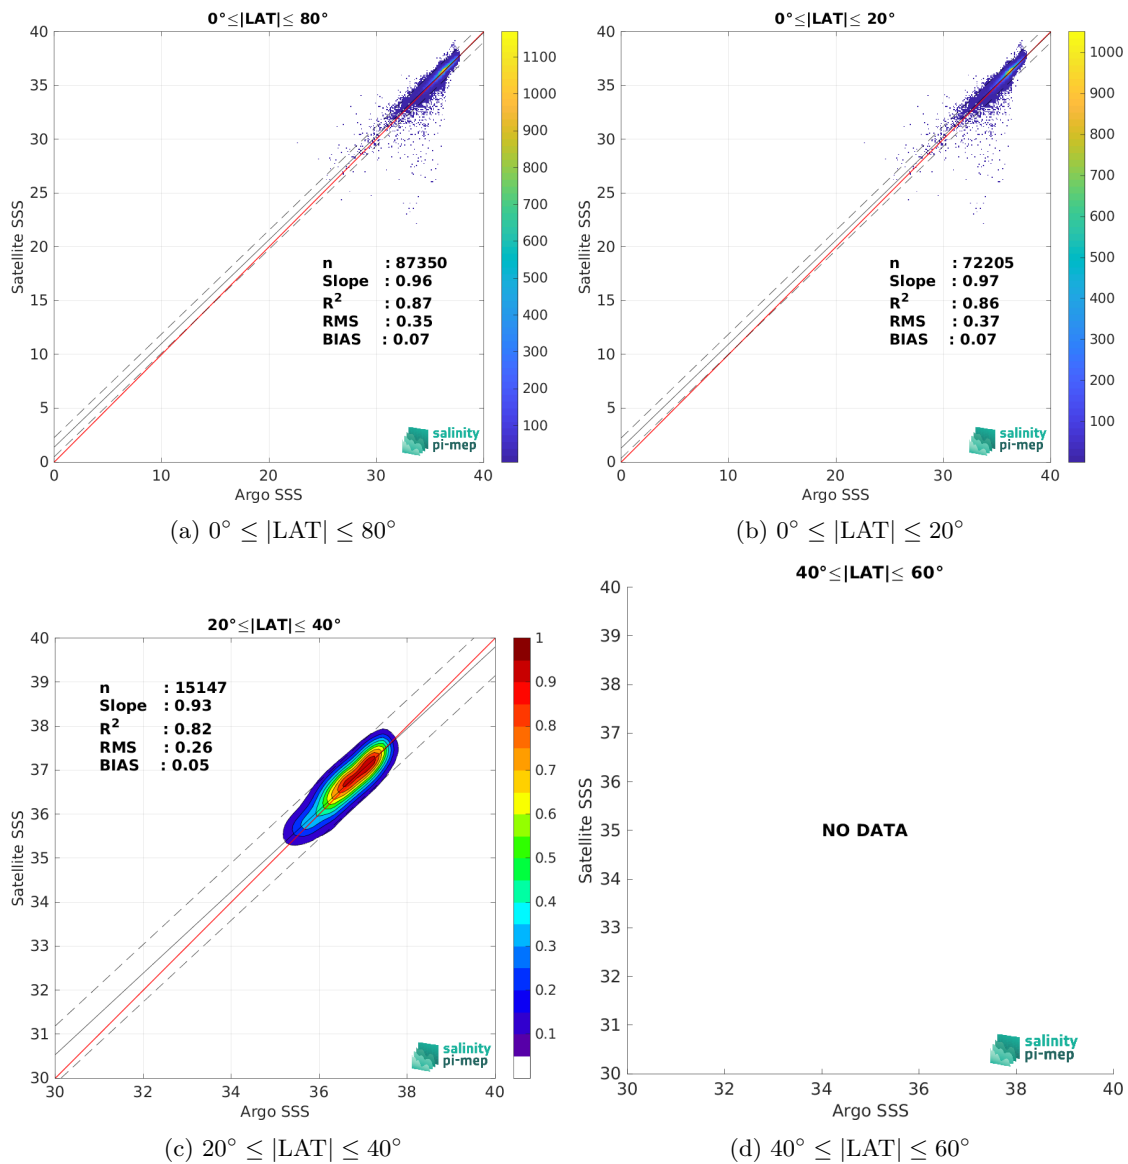 0°≤|LAT|≤ 80°
40
35
30
25
20
15
10
5
0
0
10
20
30
40
Satellite SSS
Argo SSS
n : 87350
Slope : 0.96
R2 : 0.87
RMS : 0.35
BIAS : 0.07
salinity
pi-mep
1100
1000
900
800
700
600
500
400
300
200
100
(a) 0° ≤ |LAT| ≤ 80°
0°≤|LAT|≤ 20°
40
35
30
25
20
15
10
5
0
0
10
20
30
40
Satellite SSS
Argo SSS
n : 72205
Slope : 0.97
R2 : 0.86
RMS : 0.37
BIAS : 0.07
salinity
pi-mep
1000
900
800
700
600
500
400
300
200
100
(b) 0° ≤ |LAT| ≤ 20°
20°≤|LAT|≤ 40°
40
39
38
37
36
35
34
33
32
31
30
30
32
34
36
38
40
Satellite SSS
Argo SSS
n : 15147
Slope : 0.93
R2 : 0.82
RMS : 0.26
BIAS : 0.05
salinity
pi-mep
1
0.9
0.8
0.7
0.6
0.5
0.4
0.3
0.2
0.1
(c) 20° ≤ |LAT| ≤ 40°
40°≤|LAT|≤ 60°
40
39
38
37
36
35
34
33
32
31
30
30
32
34
36
38
40
Satellite SSS
Argo SSS
NO DATA
salinity
pi-mep
(d) 40° ≤ |LAT| ≤ 60°